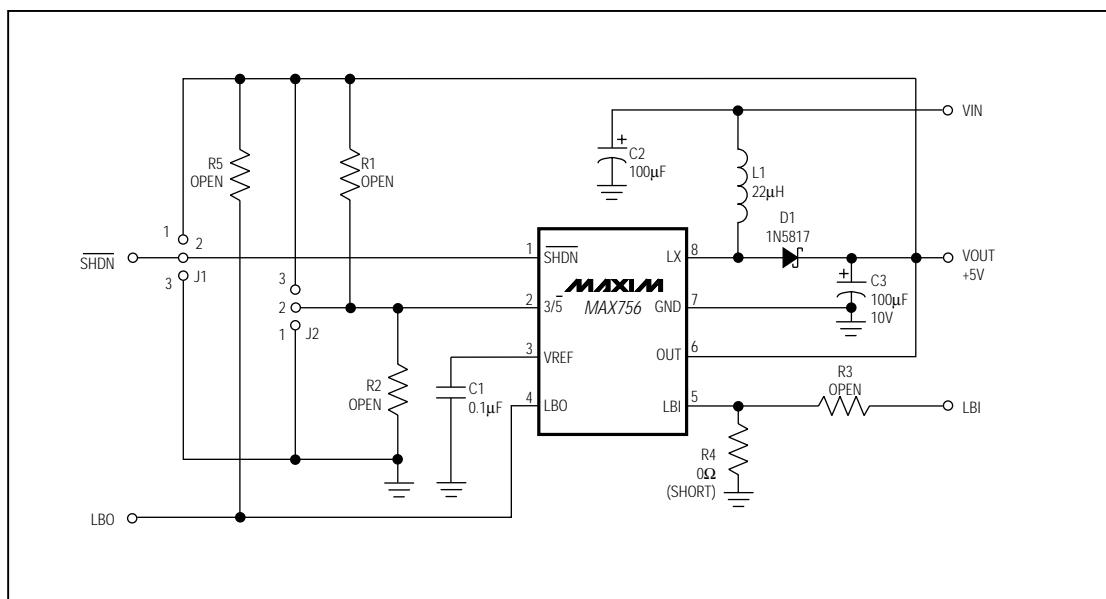 VIN
C2
100µF
+
L1
22µH
R5
OPEN
R1
OPEN
D1
1N5817
1
2
3
J1
S̅H̅D̅N̅
1
S̅H̅D̅N̅
LX
8
VOUT
+5V
+
C3
100µF
10V
3
2
1
J2
MAXIM
MAX756
2
3/5̅
GND
7
3
VREF
OUT
6
R2
OPEN
C1
0.1µF
4
LBO
LBI
5
R3
OPEN
LBI
R4
0Ω
(SHORT)
LBO